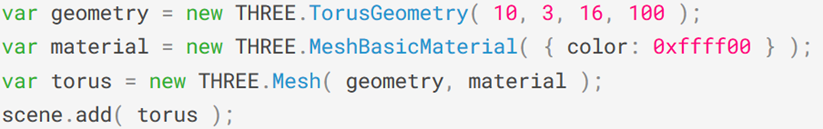 var geometry = new THREE.TorusGeometry( 10, 3, 16, 100 );
var material = new THREE.MeshBasicMaterial( { color: 0xffff00 } );
var torus = new THREE.Mesh( geometry, material );
scene.add( torus );